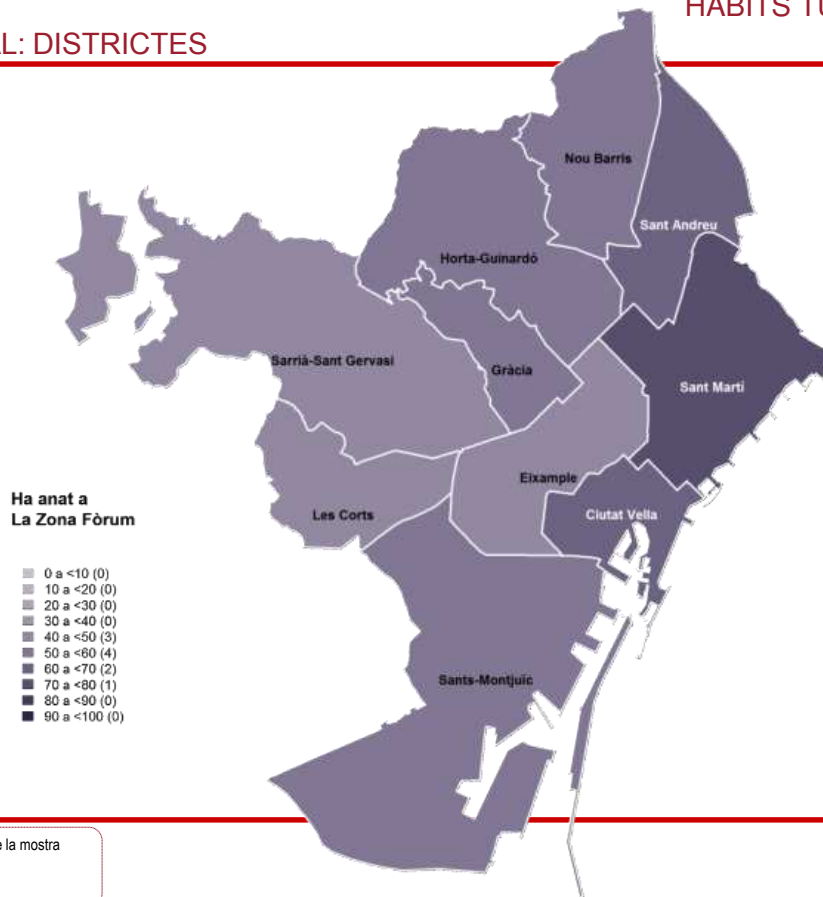 HÀBITS TU
L: DISTRICTES
Nou Barris
Sant Andreu
Horta-Guinardó
Sarrià-Sant Gervasi
Gràcia
Sant Martí
Eixample
Ha anat a
La Zona Fòrum
Les Corts
Ciutat Vella
0 a <10 (0)
10 a <20 (0)
20 a <30 (0)
30 a <40 (0)
40 a <50 (3)
50 a <60 (4)
60 a <70 (2)
70 a <80 (1)
80 a <90 (0)
90 a <100 (0)
Sants-Montjuïc
la mostra